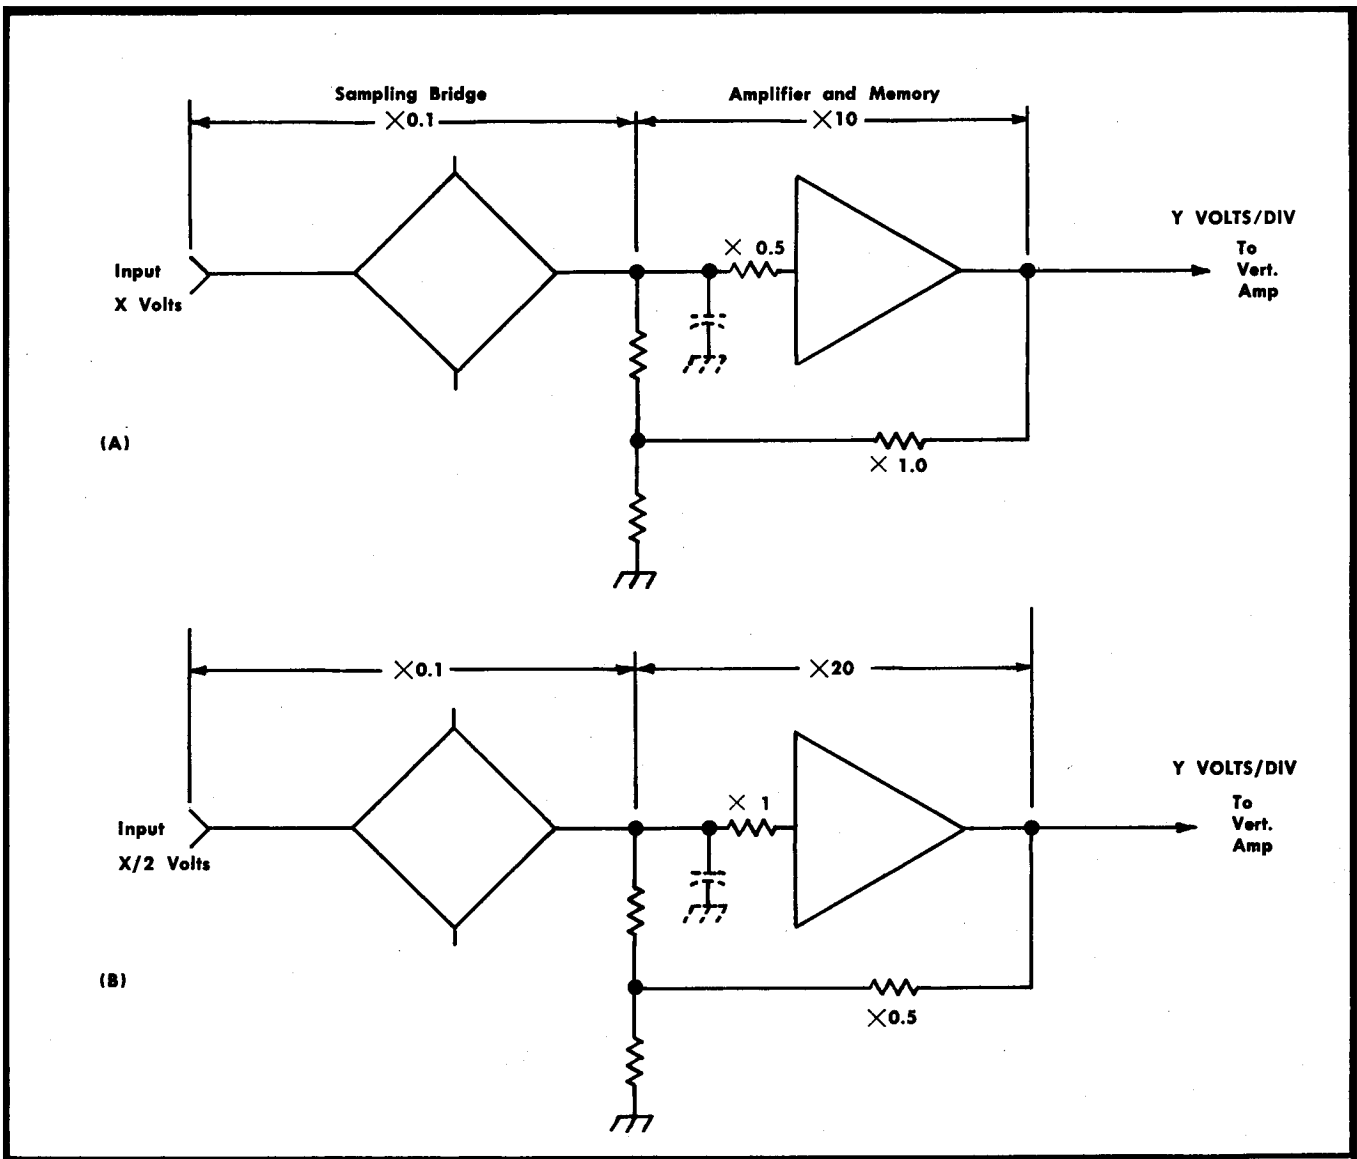 Sampling Bridge
×0.1
Amplifier and Memory
×10
Y VOLTS/DIV
To
Vert.
Amp
Input
X Volts
× 0.5
(A)
× 1.0
×0.1
×20
Y VOLTS/DIV
To
Vert.
Amp
Input
X/2 Volts
× 1
(B)
×0.5